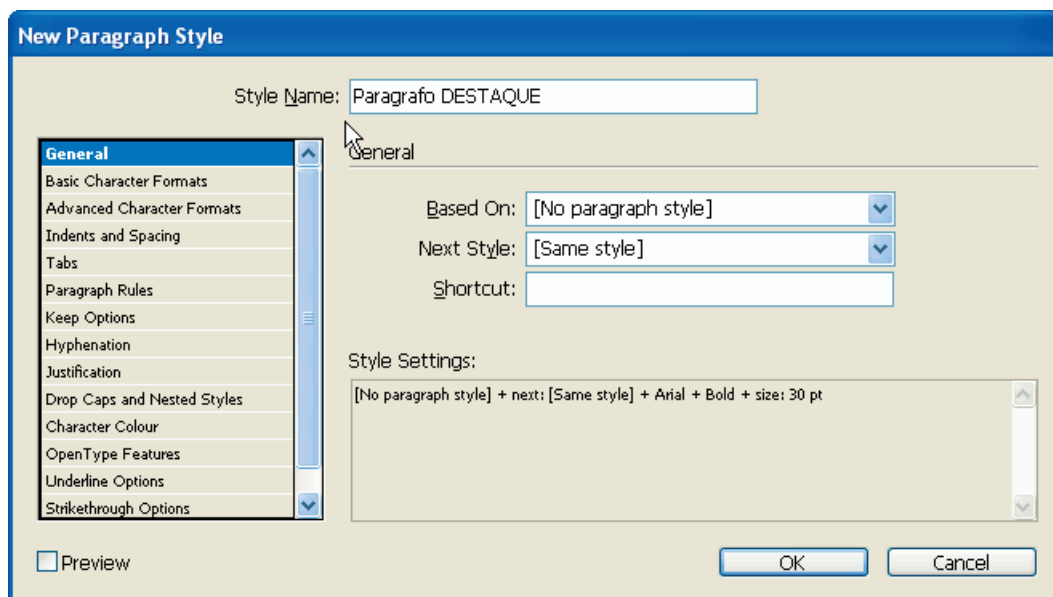 New Paragraph Style
Style Name: Paragrafo DESTAQUE
General
Basic Character Formats
Advanced Character Formats
Indents and Spacing
Tabs
Paragraph Rules
Keep Options
Hyphenation
Justification
Drop Caps and Nested Styles
Character Colour
OpenType Features
Underline Options
Strikethrough Options
General
Based On: [No paragraph style]
Next Style: [Same style]
Shortcut:
Style Settings:
[No paragraph style] + next: [Same style] + Arial + Bold + size: 30 pt
Preview
OK
Cancel